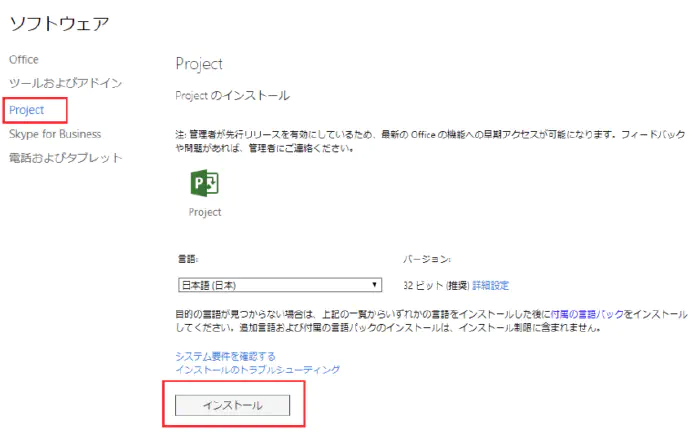 ソフトウェア
Office
ツールおよびアドイン
Project
Skype for Business
電話およびタブレット
Project
Project のインストール
注: 管理者が先行リリースを有効にしているため、最新の Office の機能への早期アクセスが可能になります。フィードバック
や問題があれば、管理者にご連絡ください。
Project
言語:
バージョン:
日本語 (日本)
32 ビット (推奨) 詳細設定
目的の言語が見つからない場合は、上記の一覧からいずれかの言語をインストールした後に付属の言語パックをインストール
してください。追加言語および付属の言語パックのインストールは、インストール制限に含まれません。
システム要件を確認する
インストールのトラブルシューティング
インストール